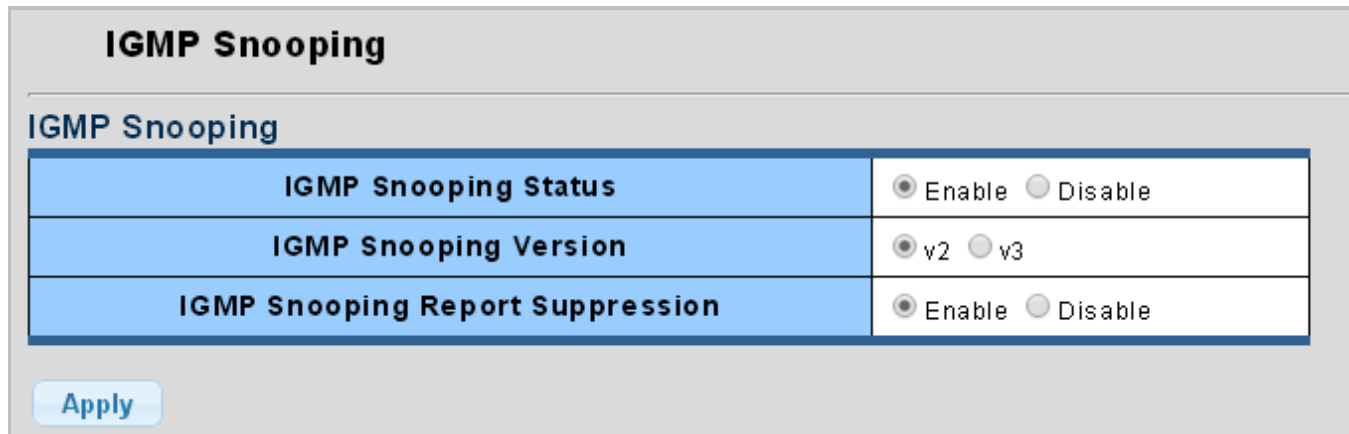 IGMP Snooping
IGMP Snooping
IGMP Snooping Status Enable Disable
IGMP Snooping Version v2 v3
IGMP Snooping Report Suppression Enable Disable
Apply